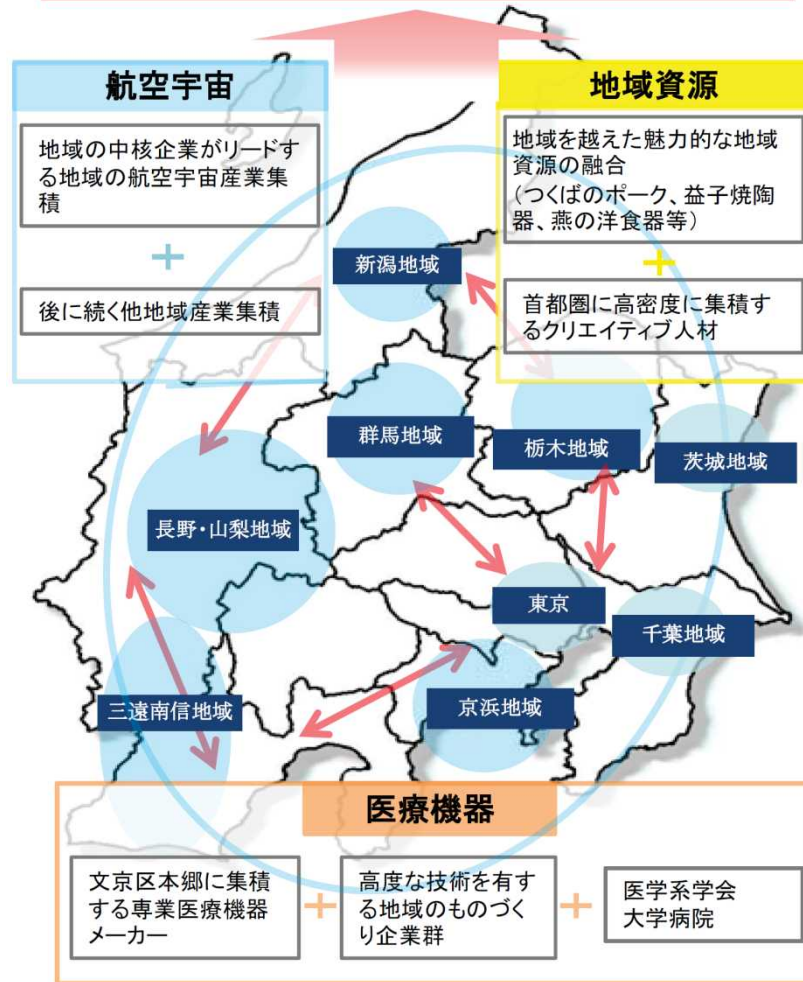 航空宇宙
地域の中核企業がリードす
る地域の航空宇宙産業集
積
+
後に続く他地域産業集積
地域資源
地域を越えた魅力的な地域
資源の融合
（つくばのポーク、益子焼陶
器、燕の洋食器等）
+
首都圏に高密度に集積す
るクリエイティブ人材
新潟地域
群馬地域
栃木地域
茨城地域
長野・山梨地域
東京
千葉地域
三遠南信地域
京浜地域
医療機器
文京区本郷に集積
する専業医療機器
メーカー
+
高度な技術を有す
る地域のものづく
り企業群
+
医学系学会
大学病院